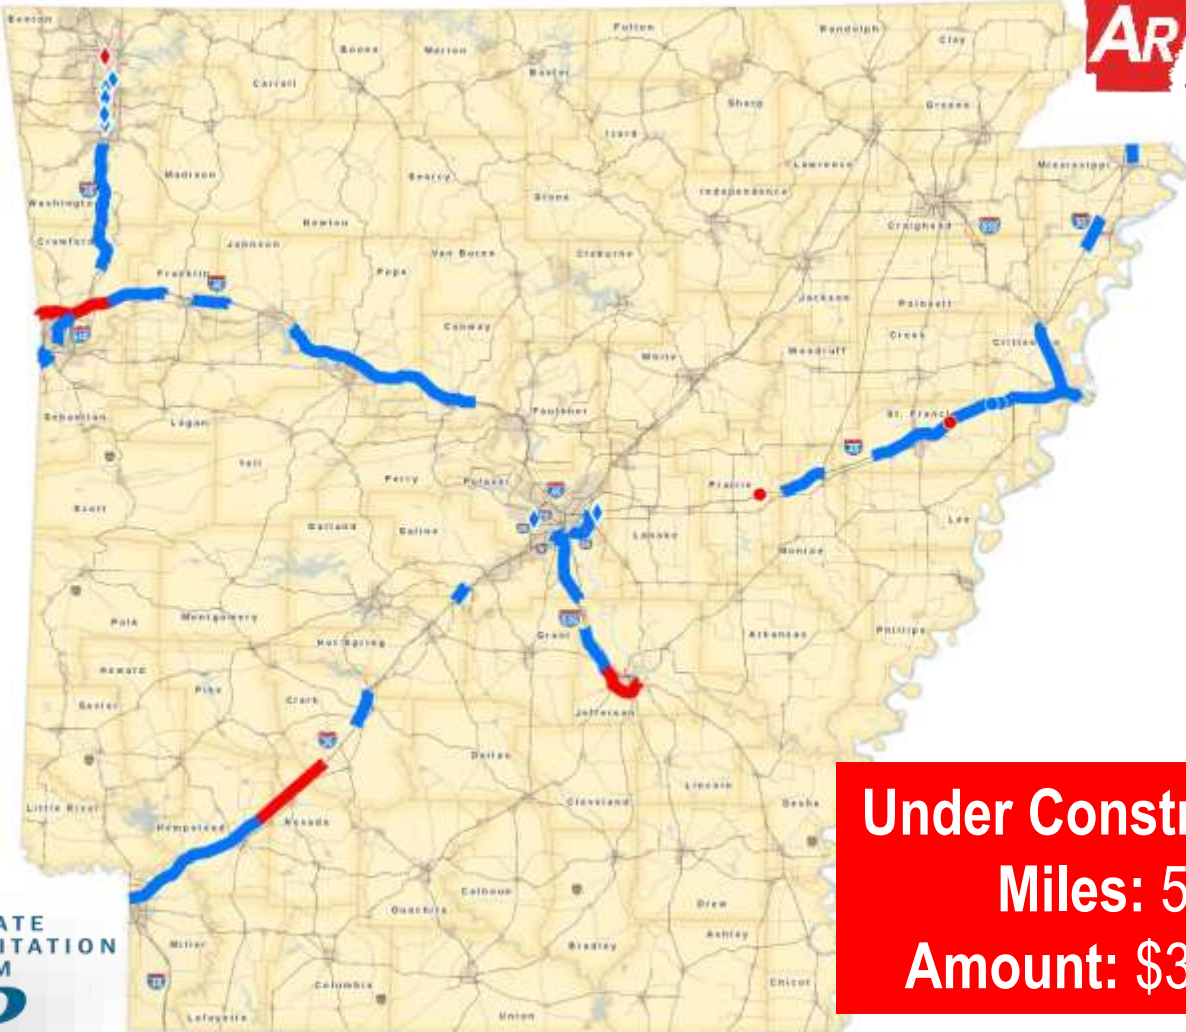 Benton
Fulton
Randolph
Clay
AR
Boone
Marion
Baxter
Carroll
Sharp
Greene
Izard
Lawrence
Mississippi
Madison
Searcy
Stone
Independence
Washington
Newton
Craighead
Crawford
Johnson
Van Buren
Cleburne
Franklin
Pope
Jackson
Poinsett
Conway
Cross
White
Woodruff
Sebastian
Logan
Faulkner
St. Francis
Yell
Perry
Pulaski
Prairie
Scott
Garland
Saline
Lonoke
Lee
Monroe
Polk
Montgomery
Hot Spring
Grant
Arkansas
Phillips
Howard
Pike
Sevier
Clark
Jefferson
Dallas
Lincoln
Little River
Hempstead
Nevada
Cleveland
Desha
Under Constr
Miles: 5
Calhoun
Ouachita
Drew
ATE
ITATION
M
Miller
Bradley
Ashley
Amount: $3
Columbia
Chicot
Lafayette
Union